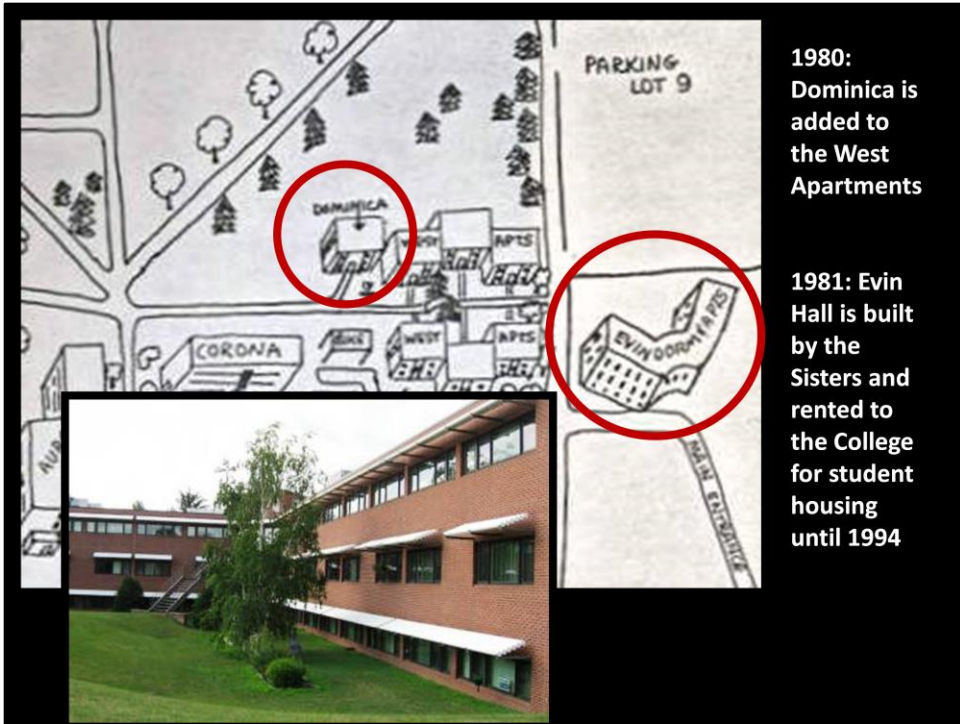 PARKING
LOT 9
DOMINICA
WEST APTS
CORONA
WEST APTS
EVIN DORM & APTS
AUD
MAIN ENTRANCE
1980:
Dominica is
added to
the West
Apartments
1981: Evin
Hall is built
by the
Sisters and
rented to
the College
for student
housing
until 1994